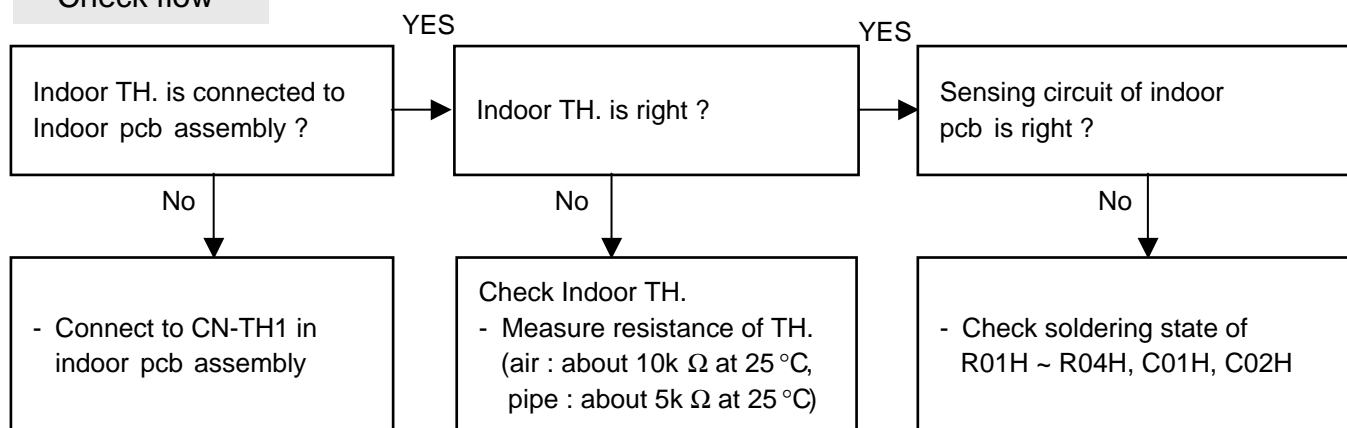 Check flow
YES
YES
Indoor TH. is connected to
Indoor pcb assembly ?
Indoor TH. is right ?
Sensing circuit of indoor
pcb is right ?
No
No
No
- Connect to CN-TH1 in
indoor pcb assembly
Check Indoor TH.
- Measure resistance of TH.
(air : about 10k Ω at 25 °C,
pipe : about 5k Ω at 25 °C)
- Check soldering state of
R01H ~ R04H, C01H, C02H